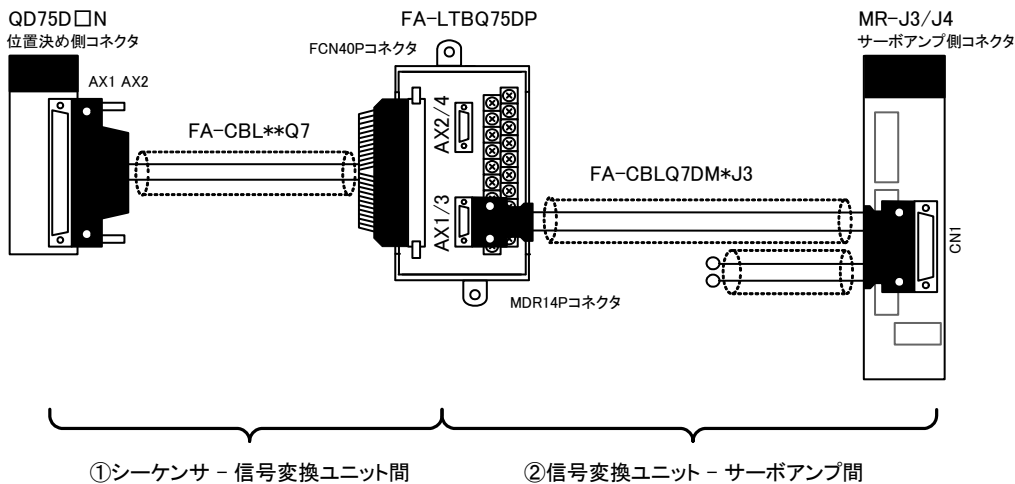 QD75D□N
位置決め側コネクタ
AX1 AX2
FA-CBL**Q7
FA-LTBQ75DP
FCN40Pコネクタ
AX2/4
AX1/3
MDR14Pコネクタ
FA-CBLQ7DM*J3
MR-J3/J4
サーボアンプ側コネクタ
CN1
①シーケンサ - 信号変換ユニット間
②信号変換ユニット - サーボアンプ間